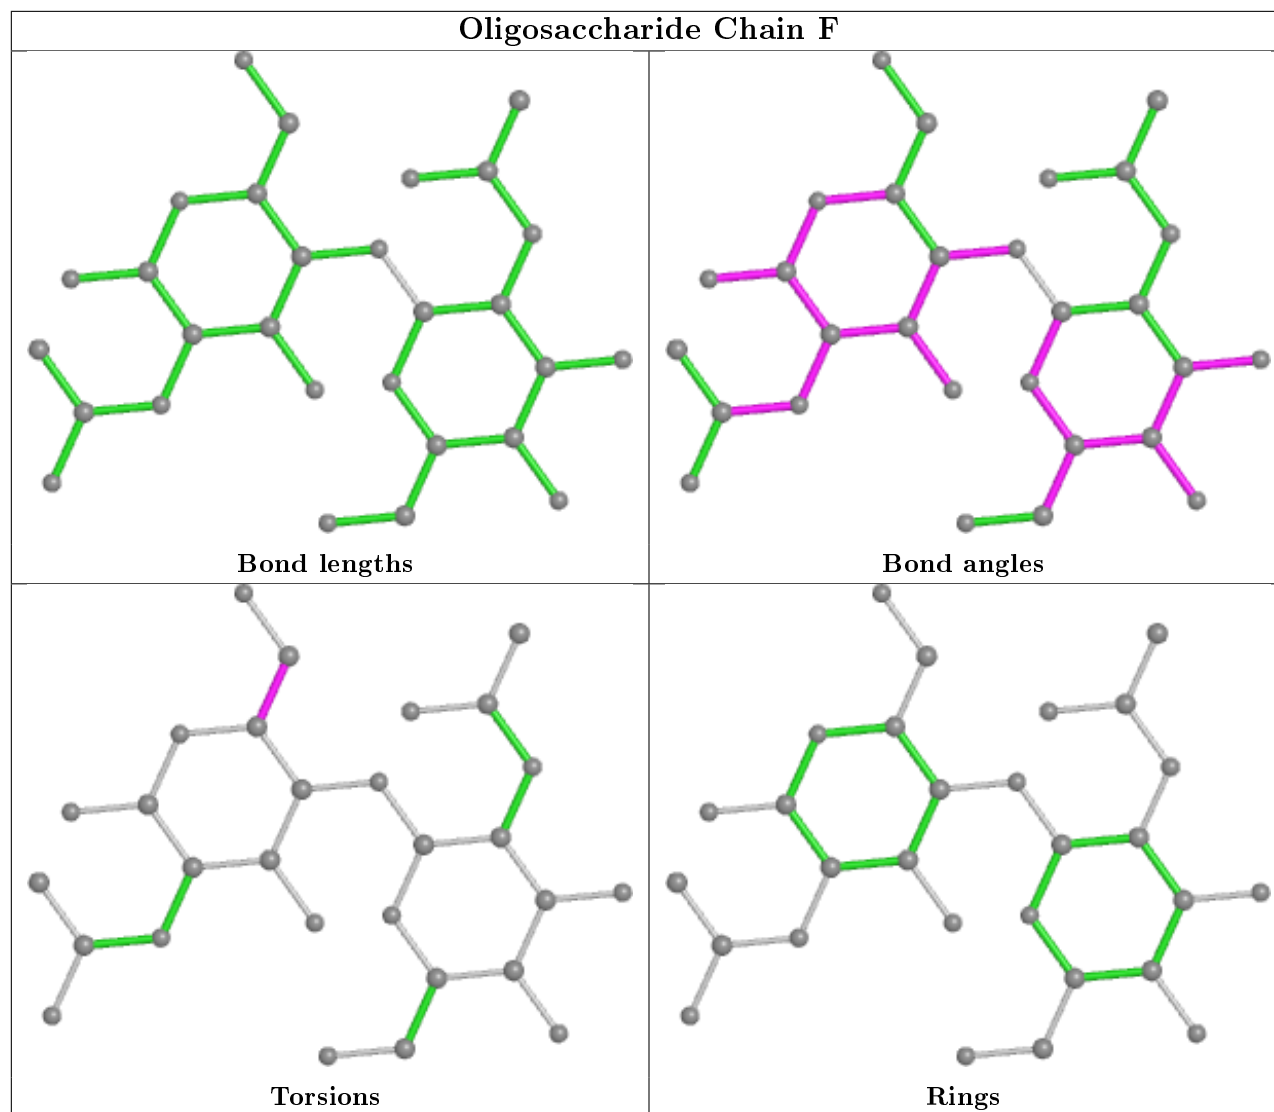 Oligosaccharide Chain F
Bond lengths
Bond angles
Torsions
Rings